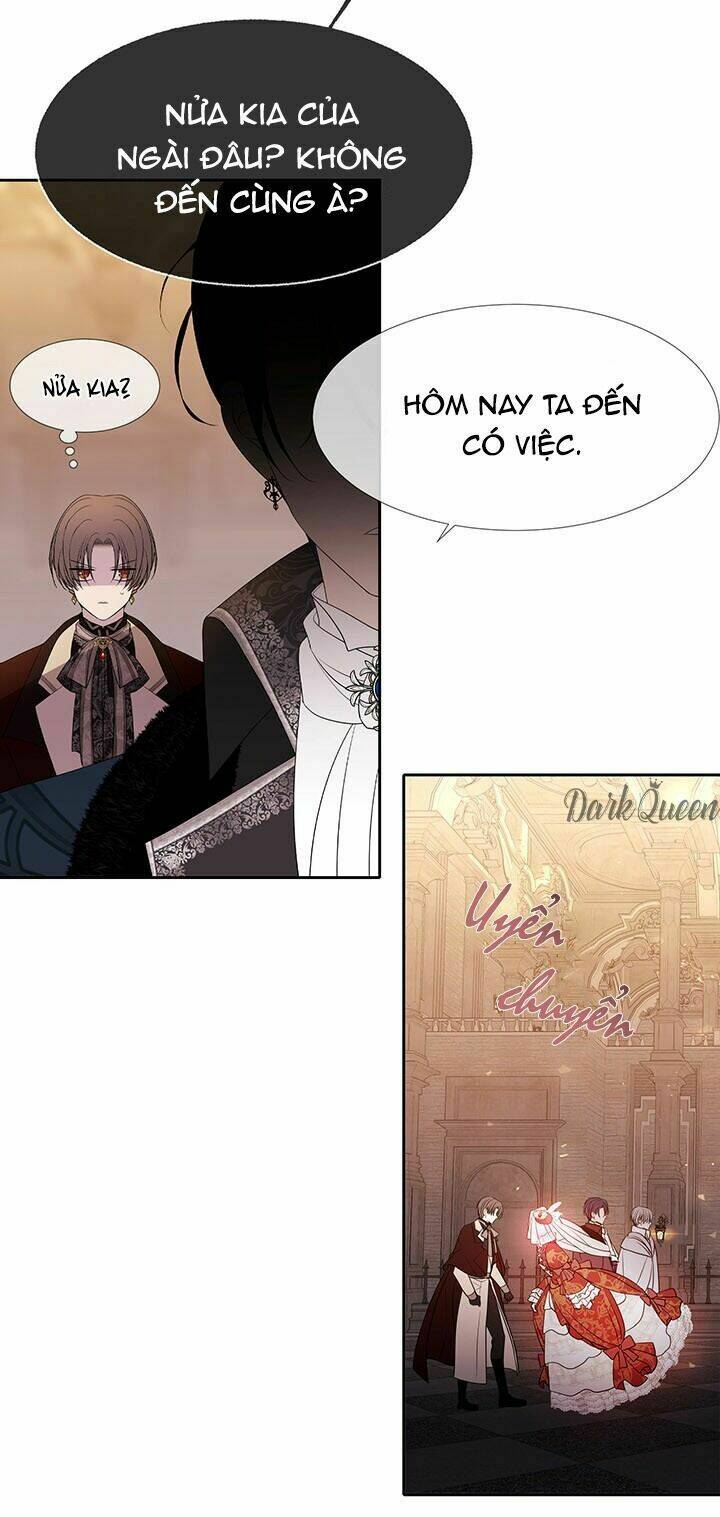 NỬA KIA CỦA
NGÀI ĐÂU? KHÔNG
ĐẾN CÙNG À?
NỬA KIA?
HÔM NAY TA ĐẾN
CÓ VIỆC.
DarkQueen
Uyển
chuyển